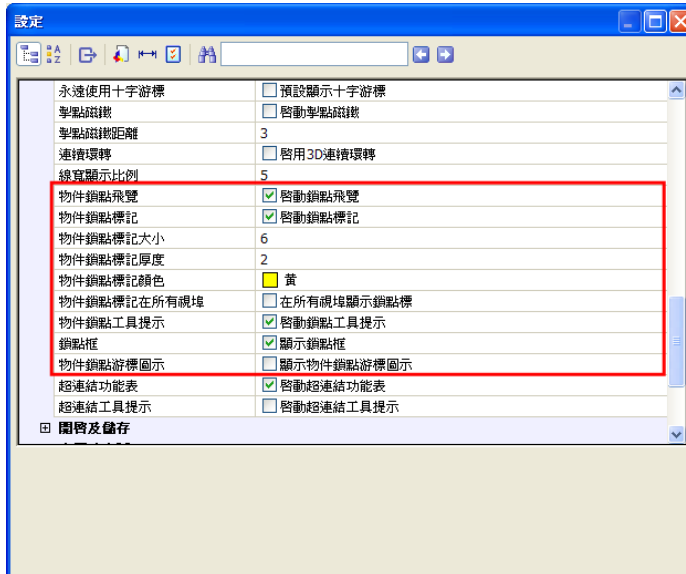 設定
永遠使用十字游標 預設顯示十字游標
掣點磁鐵 啓動掣點磁鐵
掣點磁鐵距離 3
連續環轉 啓用3D連續環轉
線寬顯示比例 5
物件鎖點飛覽 啓動鎖點飛覽
物件鎖點標記 啓動鎖點標記
物件鎖點標記大小 6
物件鎖點標記厚度 2
物件鎖點標記顏色 黃
物件鎖點標記在所有視埠 在所有視埠顯示鎖點標
物件鎖點工具提示 啓動鎖點工具提示
鎖點框 顯示鎖點框
物件鎖點游標圖示 顯示物件鎖點游標圖示
超連結功能表 啓動超連結功能表
超連結工具提示 啓動超連結工具提示
開啓及儲存